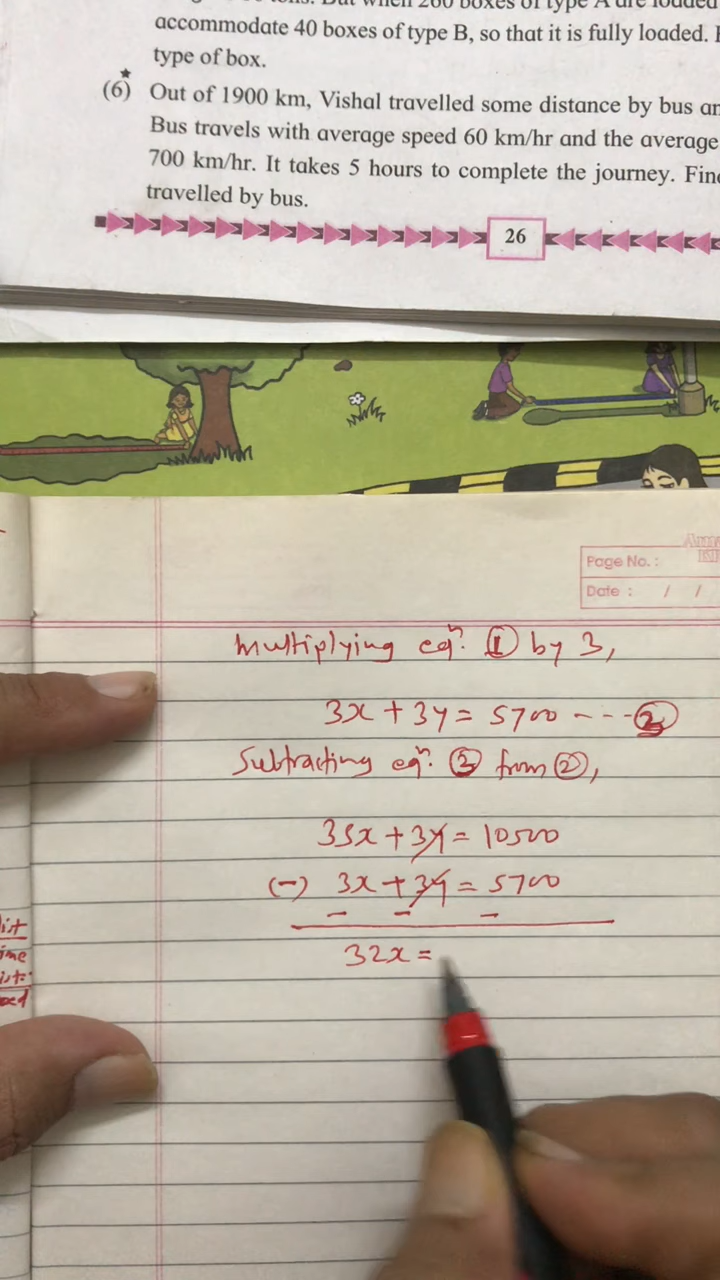 accommodate 40 boxes of type B, so that it is fully loaded.
type of box.
(6)* Out of 1900 km, Vishal travelled some distance by bus
Bus travels with average speed 60 km/hr and the average
700 km/hr. It takes 5 hours to complete the journey.
travelled by bus.
26
Page No. :
Date : / /
Multiplying eqⁿ. ① by 3,
3x + 3y = 5700 ---
Subtracting eqⁿ. ③ from ②,
35x + 3y = 10500
(-) 3x + 3y = 5700
- - -
32x =